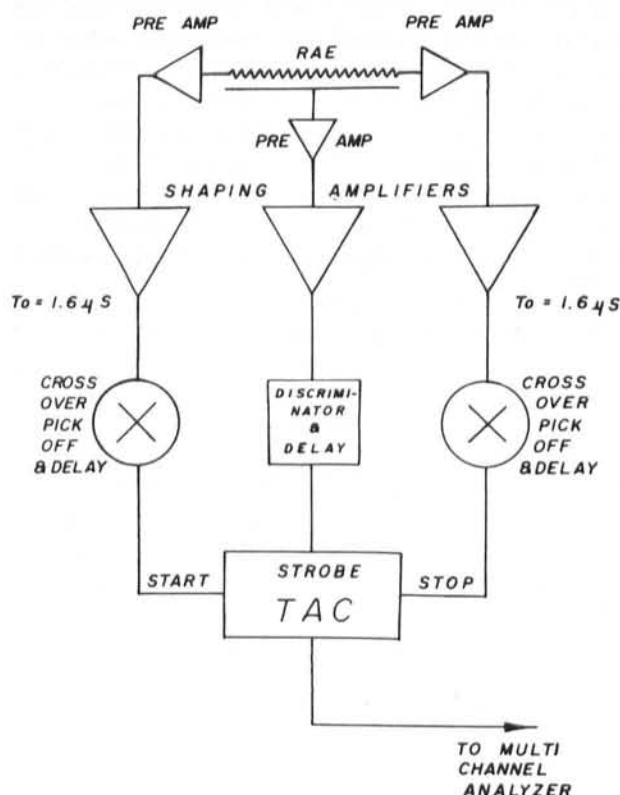 PRE AMP
PRE AMP
RAE
PRE AMP
SHAPING AMPLIFIERS
To = 1.6 μS
To = 1.6 μS
CROSS
OVER
PICK
OFF
& DELAY
DISCRIMI-
NATOR
&
DELAY
CROSS
OVER
PICK
OFF
& DELAY
START
STROBE
TAC
STOP
TO MULTI
CHANNEL
ANALYZER